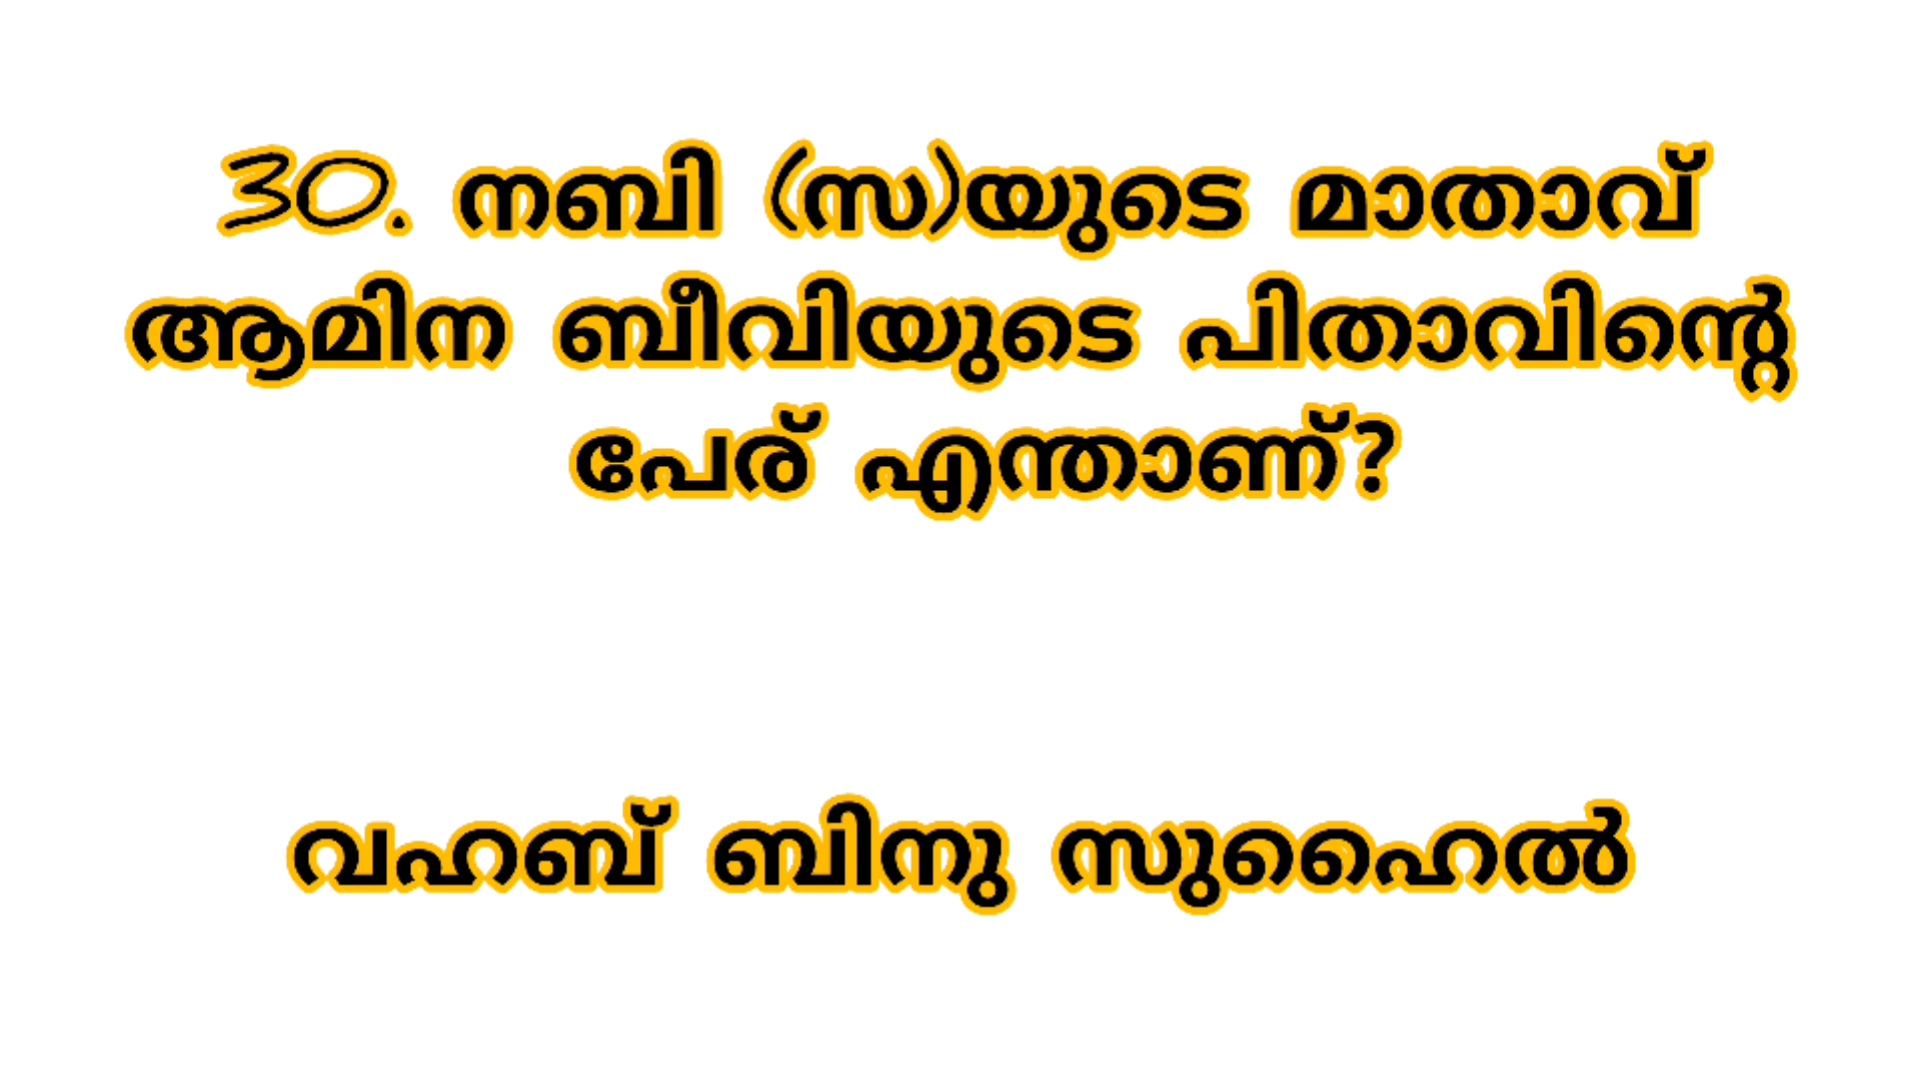 30. നബി (സ)യുടെ മാതാവ്
ആമിന ബീവിയുടെ പിതാവിന്റെ
പേര് എന്താണ്?
വഹബ് ബിനു സുഹൈൽ